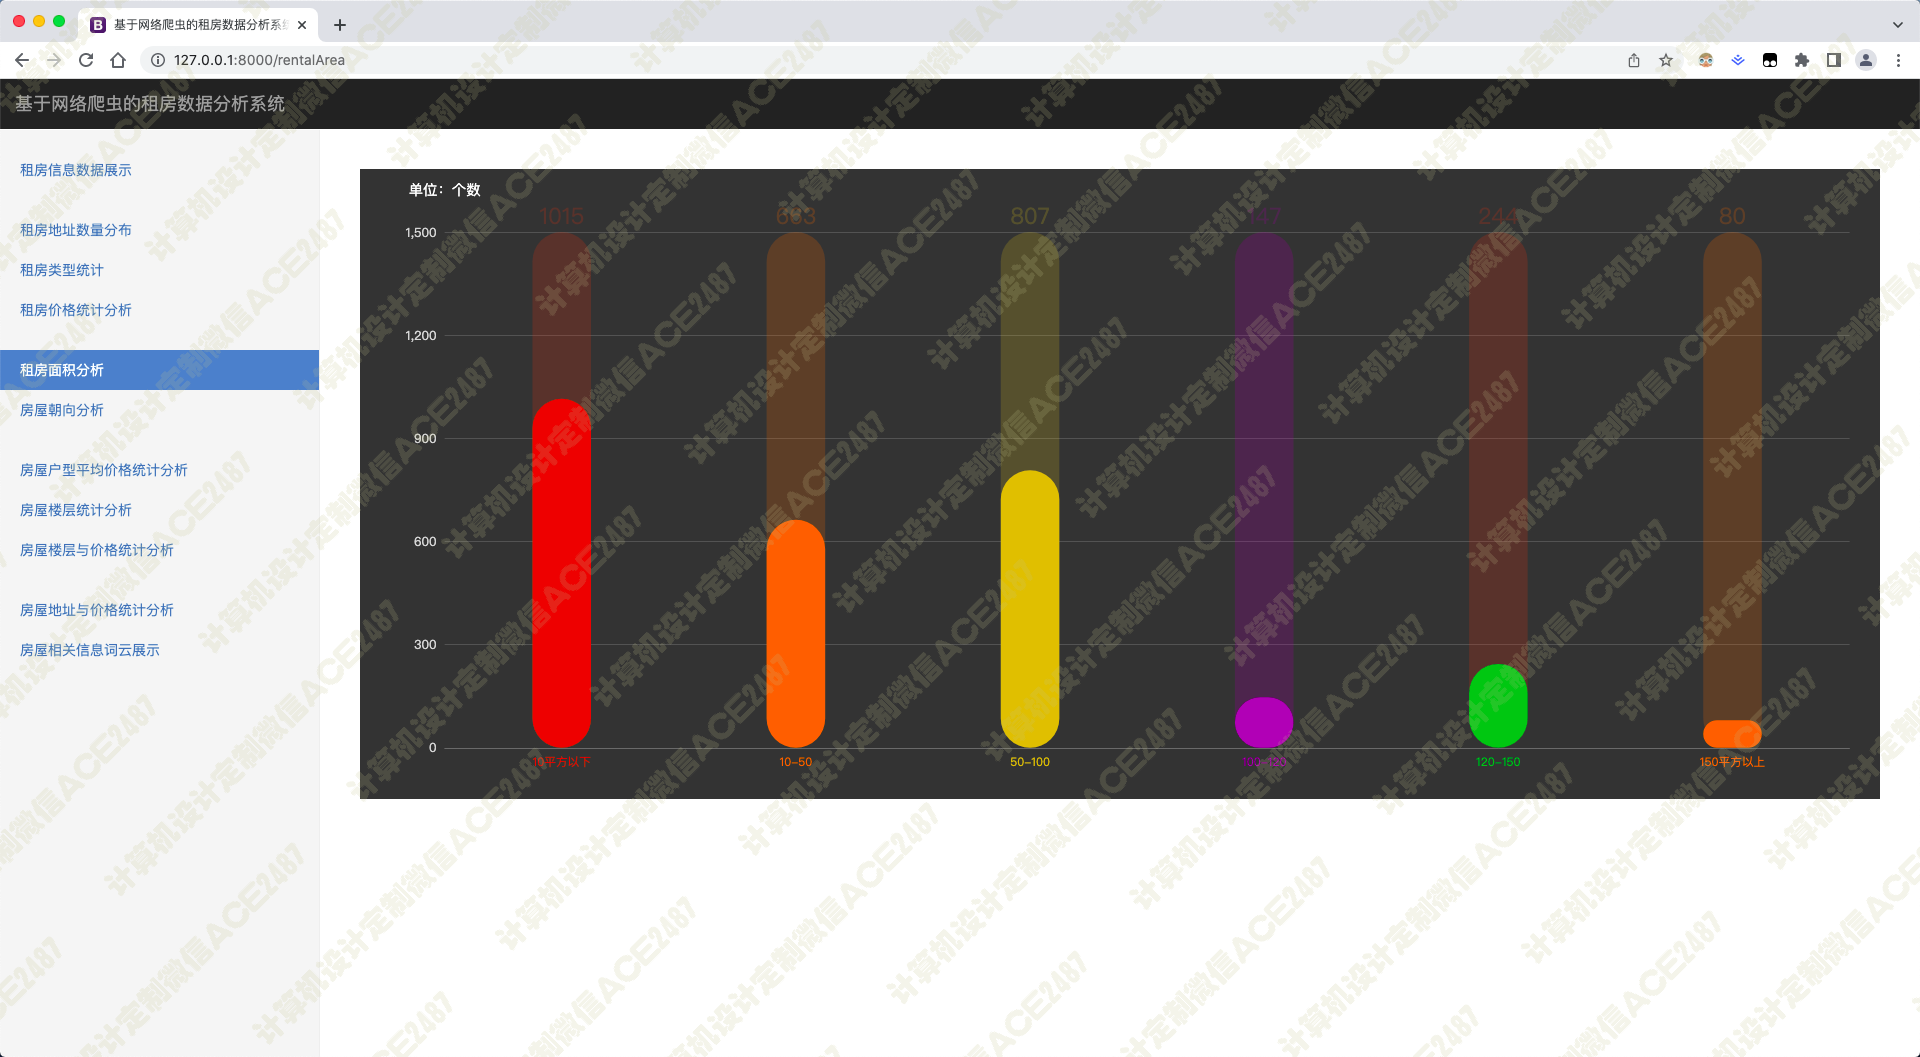 基于网络爬虫的租房数据分析系统
127.0.0.1:8000/rentalArea
基于网络爬虫的租房数据分析系统
租房信息数据展示
租房地址数量分布
租房类型统计
租房价格统计分析
租房面积分析
房屋朝向分析
房屋户型平均价格统计分析
房屋楼层统计分析
房屋楼层与价格统计分析
房屋地址与价格统计分析
房屋相关信息词云展示
单位：个数
1015
807
147
244
80
1,500
1,200
900
600
300
0
10平方以下
10-50
50-100
120-150
150平方以上
计算机设计定制微信ACE2487